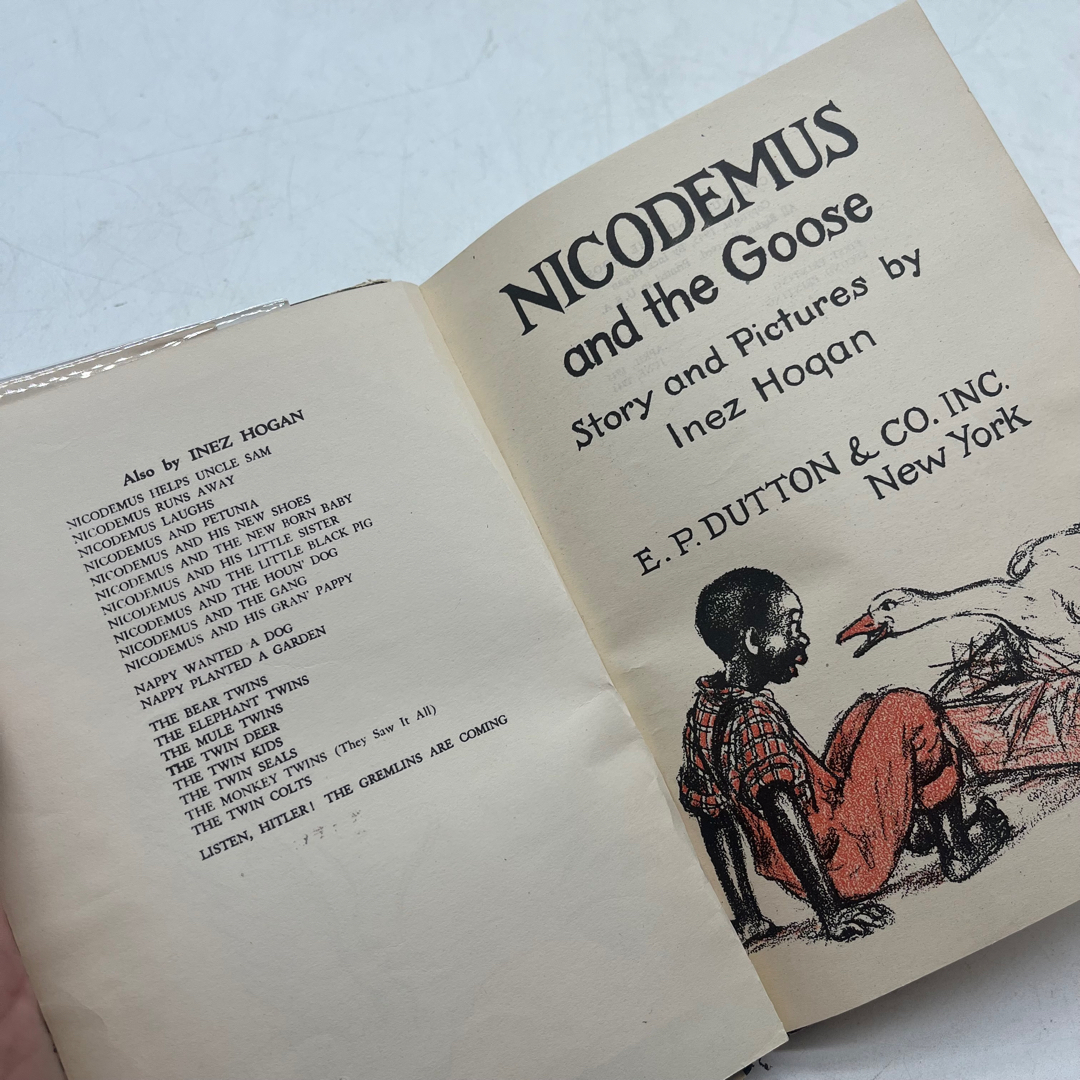 Also by INEZ HOGAN
NICODEMUS HELPS UNCLE SAM
NICODEMUS RUNS AWAY
NICODEMUS LAUGHS
NICODEMUS AND PETUNIA
NICODEMUS AND HIS NEW SHOES
NICODEMUS AND THE NEW BORN BABY
NICODEMUS AND HIS LITTLE SISTER
NICODEMUS AND THE LITTLE BLACK PIG
NICODEMUS AND THE HOUN' DOG
NICODEMUS AND THE GANG
NICODEMUS AND HIS GRAN' PAPPY
NAPPY WANTED A DOG
NAPPY PLANTED A GARDEN
THE BEAR TWINS
THE ELEPHANT TWINS
THE MULE TWINS
THE TWIN DEER
THE TWIN KIDS
THE TWIN SEALS
THE MONKEY TWINS (They Saw It All)
THE TWIN COLTS
LISTEN, HITLER! THE GREMLINS ARE COMING
NICODEMUS
and the Goose
Story and Pictures by
Inez Hogan
E. P. DUTTON & CO. INC.
New York